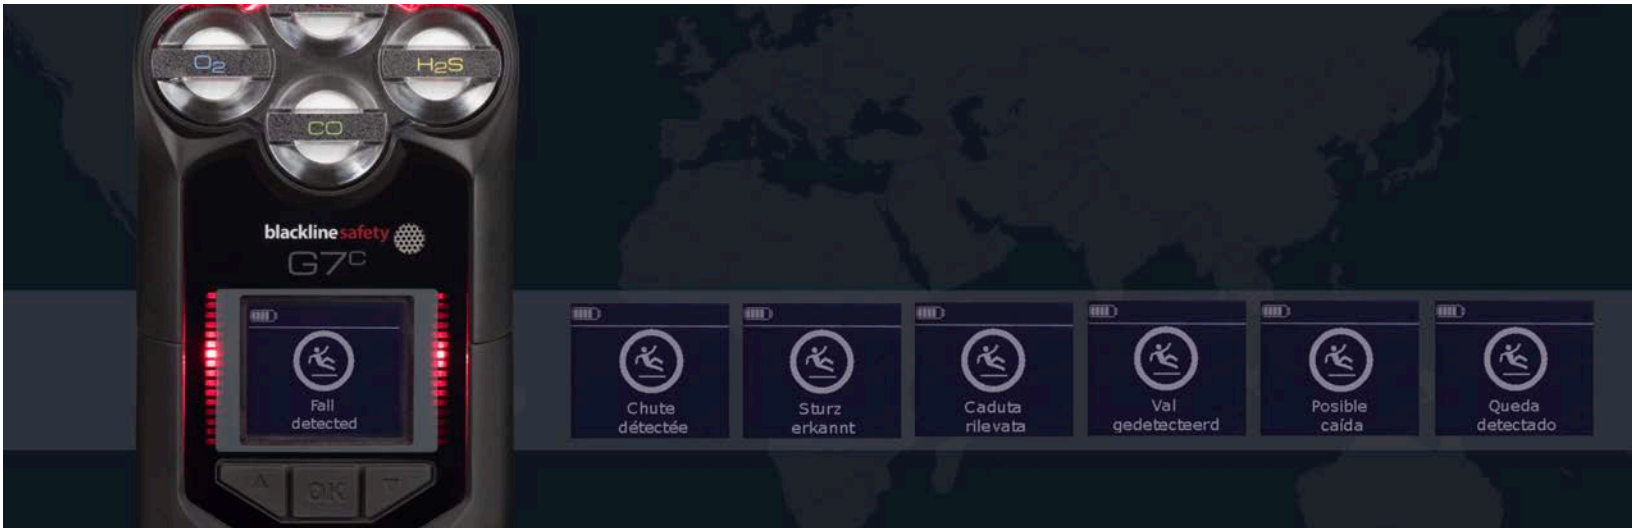 O2
H2S
CO
blacklinesafety
G7C
Fall
detected
Chute
détectée
Sturz
erkannt
Caduta
rilevata
Val
gedetecteerd
Posible
caída
Queda
detectado
OK